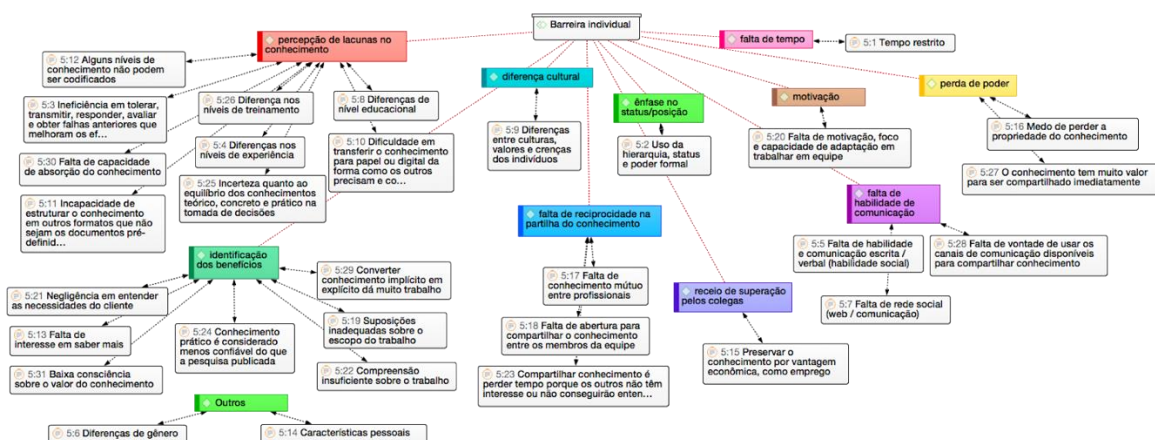 Barreira individual
percepção de lacunas no
conhecimento
5:12 Alguns níveis de
conhecimento não podem
ser codificados
5:3 Ineficiência em tolerar,
transmitir, responder, avaliar
e obter falhas anteriores que
melhoram os ef...
5:30 Falta de capacidade
de absorção do conhecimento
5:11 Incapacidade de
estruturar o conhecimento
em outros formatos que não
sejam os documentos pré-
definid...
5:26 Diferença nos
níveis de treinamento
5:4 Diferenças nos
níveis de experiência
5:25 Incerteza quanto ao
equilíbrio dos conhecimentos
teórico, concreto e prático na
tomada de decisões
5:8 Diferenças de
nível educacional
5:10 Dificuldade em
transferir o conhecimento
para papel ou digital da
forma como os outros
precisam e co...
diferença cultural
5:9 Diferenças
entre culturas,
valores e crenças
dos indivíduos
ênfase no
status/posição
5:2 Uso da
hierarquia, status
e poder formal
falta de tempo
5:1 Tempo restrito
motivação
5:20 Falta de motivação, foco
e capacidade de adaptação em
trabalhar em equipe
perda de poder
5:16 Medo de perder a
propriedade do conhecimento
5:27 O conhecimento tem muito valor
para ser compartilhado imediatamente
falta de
habilidade de
comunicação
5:5 Falta de habilidade
e comunicação escrita /
verbal (habilidade social)
5:28 Falta de vontade de usar os
canais de comunicação disponíveis
para compartilhar conhecimento
5:7 Falta de rede social
(web / comunicação)
falta de reciprocidade na
partilha do conhecimento
5:17 Falta de
conhecimento mútuo
entre profissionais
5:18 Falta de abertura para
compartilhar o conhecimento
entre os membros da equipe
5:23 Compartilhar conhecimento é
perder tempo porque os outros não têm
interesse ou não conseguirão enten...
receio de superação
pelos colegas
5:15 Preservar o
conhecimento por vantagem
econômica, como emprego
identificação
dos benefícios
5:21 Negligência em entender
as necessidades do cliente
5:13 Falta de
interesse em saber mais
5:31 Baixa consciência
sobre o valor do conhecimento
5:24 Conhecimento
prático é considerado
menos confiável do que
a pesquisa publicada
5:29 Converter
conhecimento implícito em
explícito dá muito trabalho
5:19 Suposições
inadequadas sobre o
escopo do trabalho
5:22 Compreensão
insuficiente sobre o trabalho
Outros
5:6 Diferenças de gênero
5:14 Características pessoais